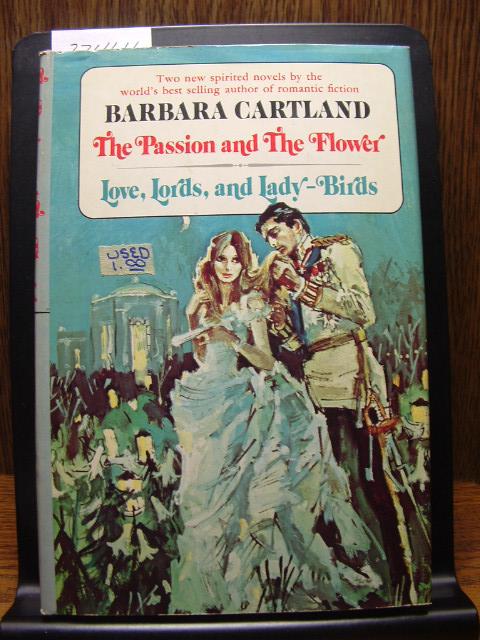 Two new spirited novels by the
world's best selling author of romantic fiction
BARBARA CARTLAND
The Passion and The Flower
Love, Lords, and Lady-Birds
USED
1.00